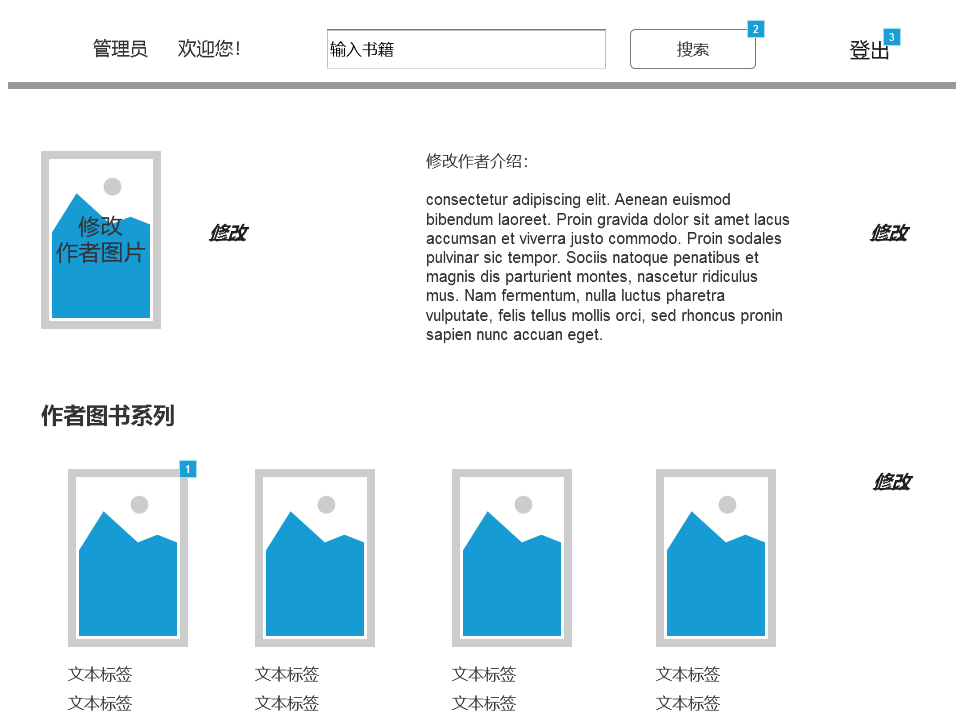 管理员 欢迎您! 输入书籍 搜索 2 登出 3
修改
作者图片
修改
修改作者介绍:
consectetur adipiscing elit. Aenean euismod
bibendum laoreet. Proin gravida dolor sit amet lacus
accumsan et viverra justo commodo. Proin sodales
pulvinar sic tempor. Sociis natoque penatibus et
magnis dis parturient montes, nascetur ridiculus
mus. Nam fermentum, nulla luctus pharetra
vulputate, felis tellus mollis orci, sed rhoncus pronin
sapien nunc accuan eget.
修改
作者图书系列
1
修改
文本标签 文本标签 文本标签 文本标签
文本标签 文本标签 文本标签 文本标签